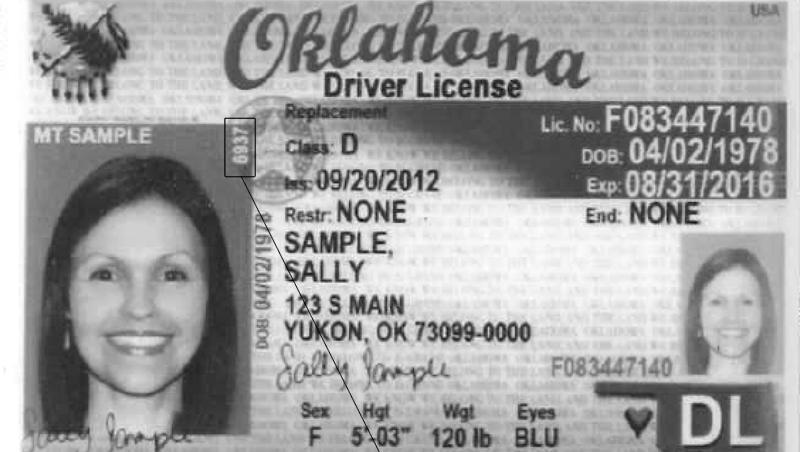 USA
Oklahoma
Driver License
MT SAMPLE
8937
Replacement
Class: D
Iss: 09/20/2012
Restr: NONE
Lic. No: F083447140
DOB: 04/02/1978
Exp: 08/31/2016
End: NONE
DOB: 04/02/1978
SAMPLE,
SALLY
123 S MAIN
YUKON, OK 73099-0000
Sally Sample
F083447140
Sex Hgt Wgt Eyes
F 5'-03" 120 lb BLU
DL
Sally Sample